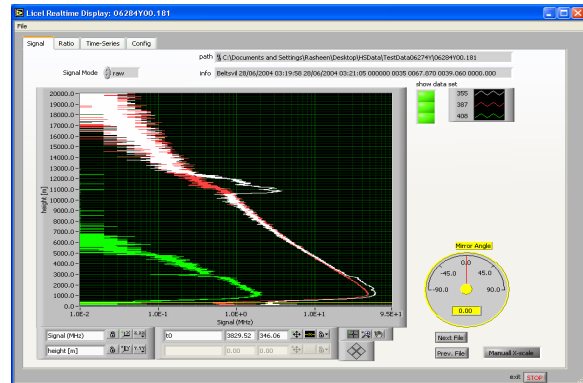 Licel Realtime Display: 06284Y00.181
File
Signal Ratio Time-Series Config
path % C:\Documents and Settings\Rasheen\Desktop\HSData\TestData06274Y\06284Y00.181
Signal Mode raw
info Beltsvil 28/06/2004 03:19:58 28/06/2004 03:21:05 000000 0035 0067.870 0039.060 0000.000
show data set
355
387
408
20000.0
19000.0
18000.0
17000.0
16000.0
15000.0
14000.0
13000.0
12000.0
11000.0
10000.0
9000.0
8000.0
7000.0
6000.0
5000.0
4000.0
3000.0
2000.0
1000.0
0.0
height [m]
1.0E-2 1.0E-1 1.0E+0 1.0E+1 9.5E+1
Signal (MHz)
Mirror Angle
0.0
-45.0 45.0
-90.0 90.0
0.00
Signal (MHz) t0 3829.52 346.06
height [m] 0.00 0.00
Next File
Prev. File Manuall X-scale
exit STOP